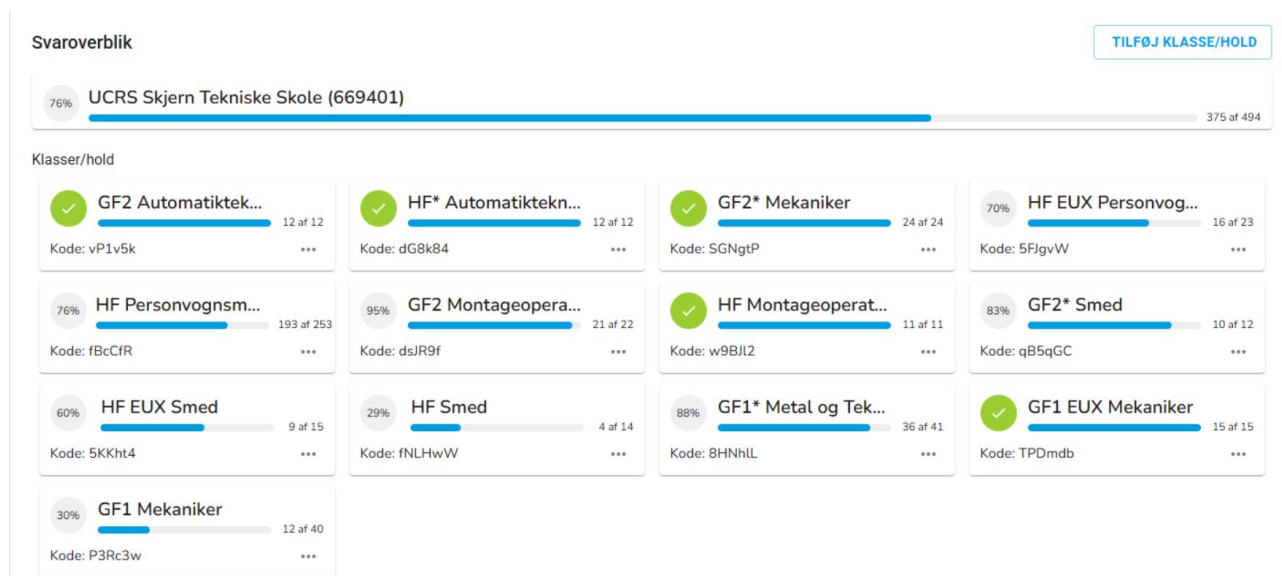 Svaroverblik
TILFØJ KLASSE/HOLD
76%
UCRS Skjern Tekniske Skole (669401)
375 af 494
Klasser/hold
GF2 Automatiktek...
12 af 12
Kode: vP1v5k
HF* Automatiktekn...
12 af 12
Kode: dG8k84
GF2* Mekaniker
24 af 24
Kode: SGNgtP
70%
HF EUX Personvog...
16 af 23
Kode: 5FJgvW
76%
HF Personvognsm...
193 af 253
Kode: fBcCfR
95%
GF2 Montageopera...
21 af 22
Kode: dsJR9f
HF Montageoperat...
11 af 11
Kode: w9BJl2
83%
GF2* Smed
10 af 12
Kode: qB5qGC
60%
HF EUX Smed
9 af 15
Kode: 5KKht4
29%
HF Smed
4 af 14
Kode: fNLHwW
88%
GF1* Metal og Tek...
36 af 41
Kode: 8HNhlL
GF1 EUX Mekaniker
15 af 15
Kode: TPDmdb
30%
GF1 Mekaniker
12 af 40
Kode: P3Rc3w